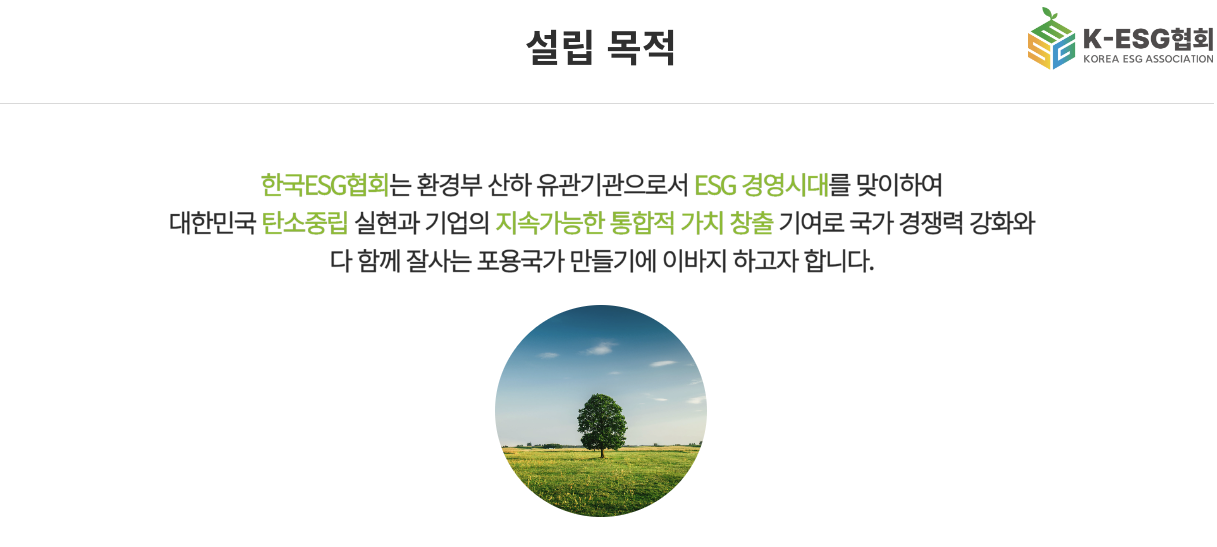 설립 목적
K-ESG협회
KOREA ESG ASSOCIATION
한국ESG협회는 환경부 산하 유관기관으로서 ESG 경영시대를 맞이하여
대한민국 탄소중립 실현과 기업의 지속가능한 통합적 가치 창출 기여로 국가 경쟁력 강화와
다 함께 잘사는 포용국가 만들기에 이바지 하고자 합니다.